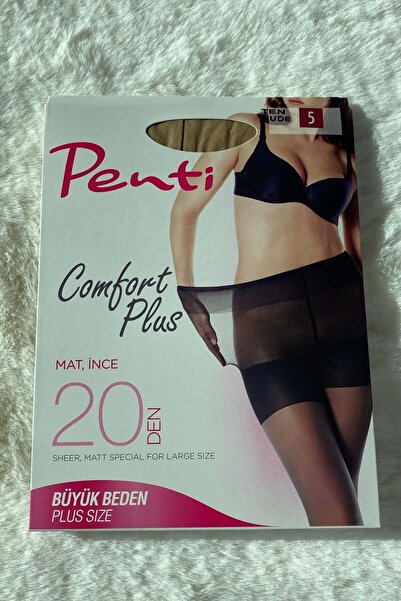 TEN
NUDE
5
Penti
Comfort
Plus
MAT, İNCE
20 DEN
SHEER, MATT SPECIAL FOR LARGE SIZE
BÜYÜK BEDEN
PLUS SIZE